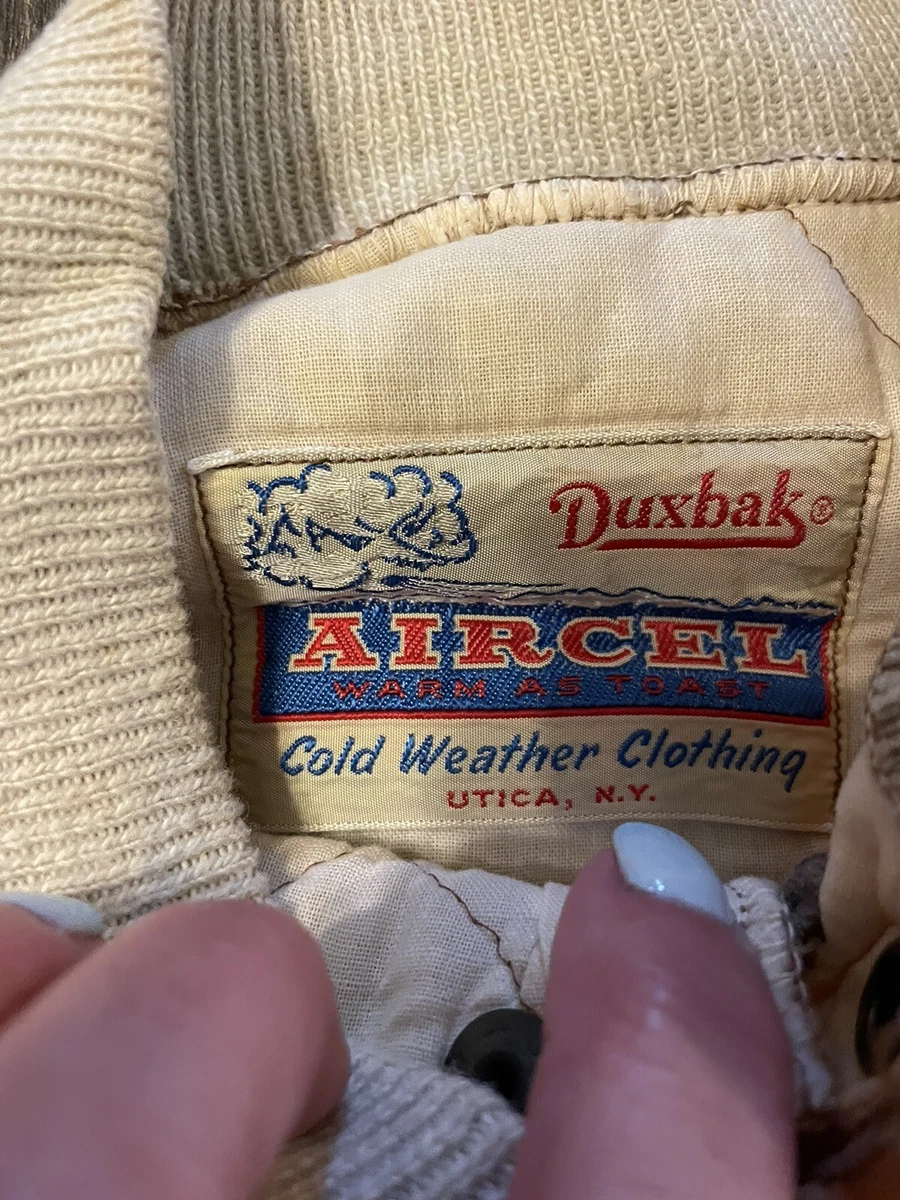 Duxbak®
AIRCEL
WARM AS TOAST
Cold Weather Clothing
UTICA, N.Y.